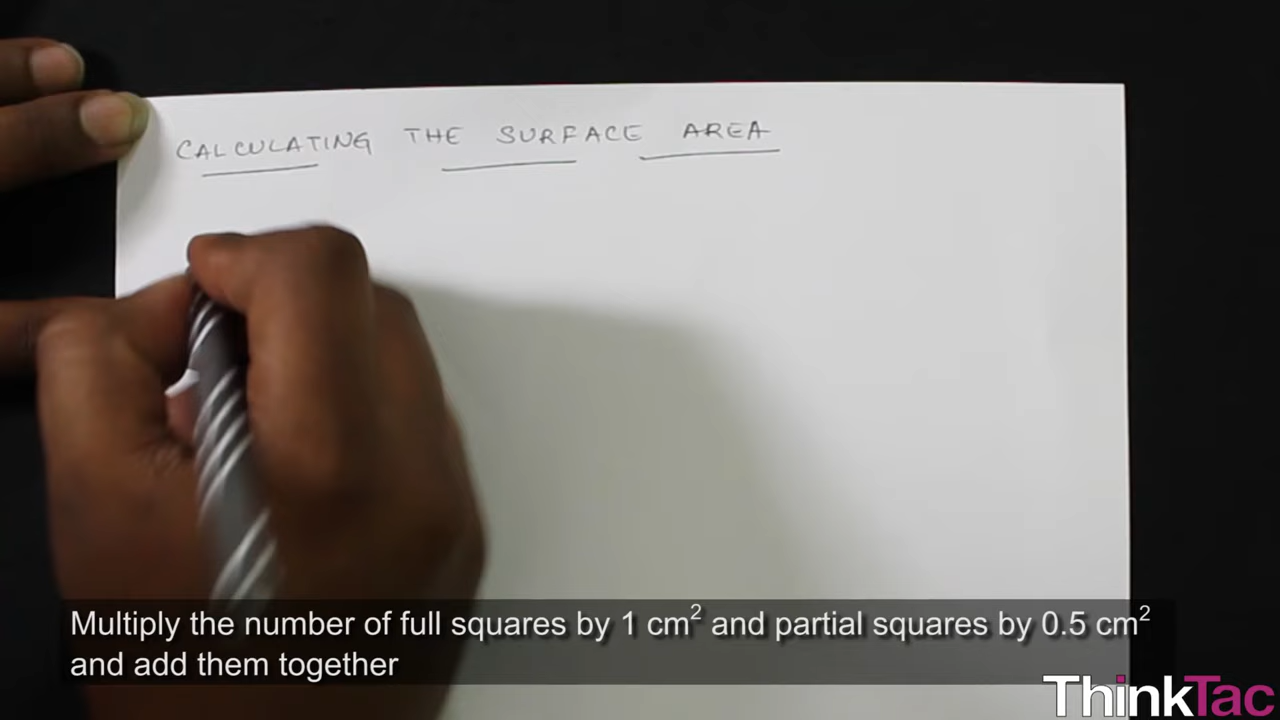 CALCULATING THE SURFACE AREA
Multiply the number of full squares by 1 cm² and partial squares by 0.5 cm²
and add them together
ThinkTac